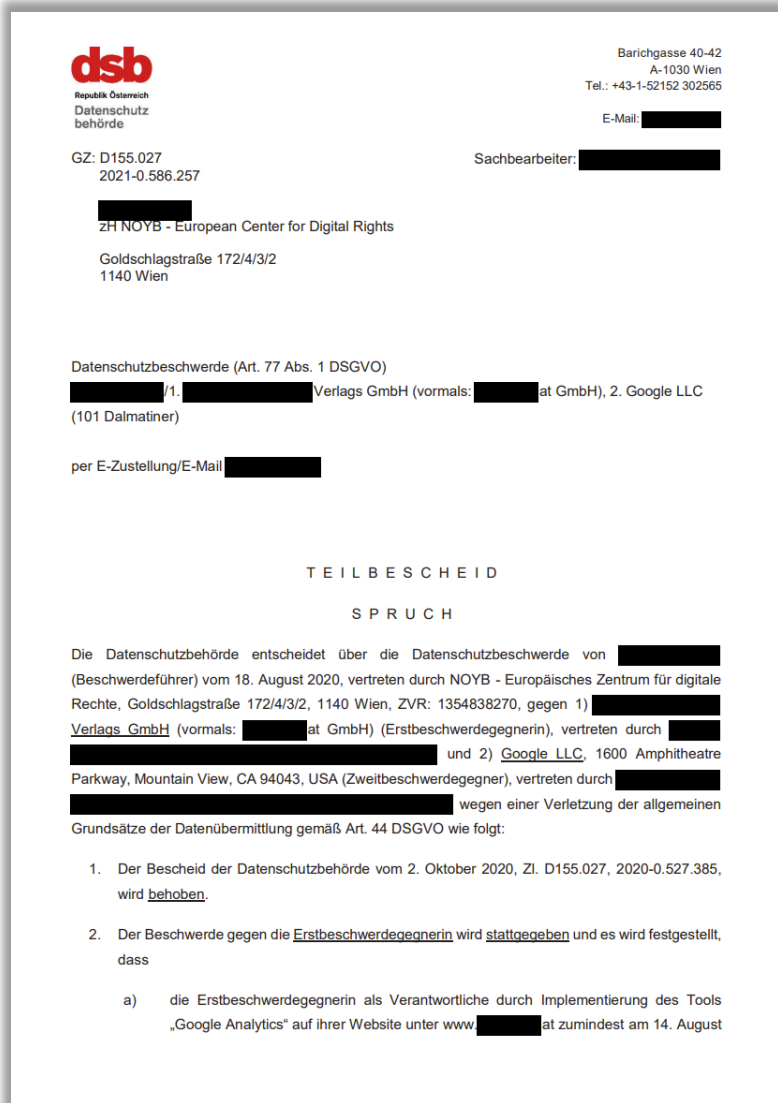 dsb
Republik Österreich
Datenschutz
behörde
Barichgasse 40-42
A-1030 Wien
Tel.: +43-1-52152 302565
E-Mail:
GZ: D155.027
2021-0.586.257
Sachbearbeiter:
zH NOYB - European Center for Digital Rights
Goldschlagstraße 172/4/3/2
1140 Wien
Datenschutzbeschwerde (Art. 77 Abs. 1 DSGVO)
/1. Verlags GmbH (vormals: at GmbH), 2. Google LLC
(101 Dalmatiner)
per E-Zustellung/E-Mail
T E I L B E S C H E I D
S P R U C H
Die Datenschutzbehörde entscheidet über die Datenschutzbeschwerde von
(Beschwerdeführer) vom 18. August 2020, vertreten durch NOYB - Europäisches Zentrum für digitale
Rechte, Goldschlagstraße 172/4/3/2, 1140 Wien, ZVR: 1354838270, gegen 1)
Verlags GmbH (vormals: at GmbH) (Erstbeschwerdegegnerin), vertreten durch
und 2) Google LLC, 1600 Amphitheatre
Parkway, Mountain View, CA 94043, USA (Zweitbeschwerdegegner), vertreten durch
wegen einer Verletzung der allgemeinen
Grundsätze der Datenübermittlung gemäß Art. 44 DSGVO wie folgt:
1. Der Bescheid der Datenschutzbehörde vom 2. Oktober 2020, Zl. D155.027, 2020-0.527.385,
wird behoben.
2. Der Beschwerde gegen die Erstbeschwerdegegnerin wird stattgegeben und es wird festgestellt,
dass
a) die Erstbeschwerdegegnerin als Verantwortliche durch Implementierung des Tools
„Google Analytics“ auf ihrer Website unter www. at zumindest am 14. August